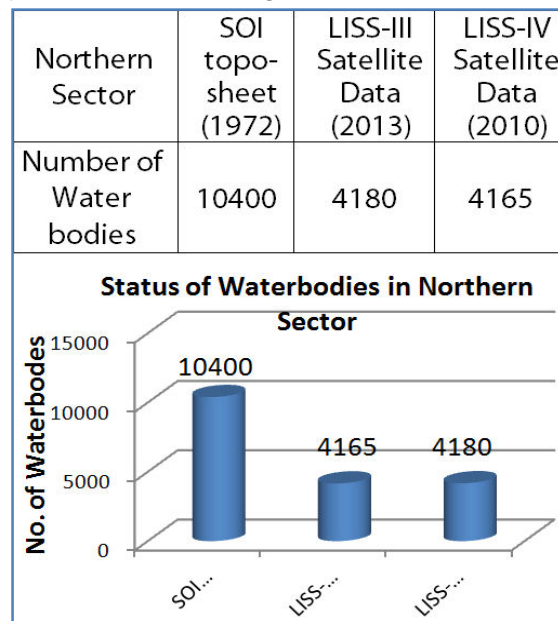 Northern
Sector
SOI
topo-
sheet
(1972)
LISS-III
Satellite
Data
(2013)
LISS-IV
Satellite
Data
(2010)
Number of
Water
bodies
10400
4180
4165
Status of Waterbodies in Northern
Sector
No. of Waterbodes
15000
10000
5000
0
10400
4165
4180
SOI...
LISS-...
LISS-...